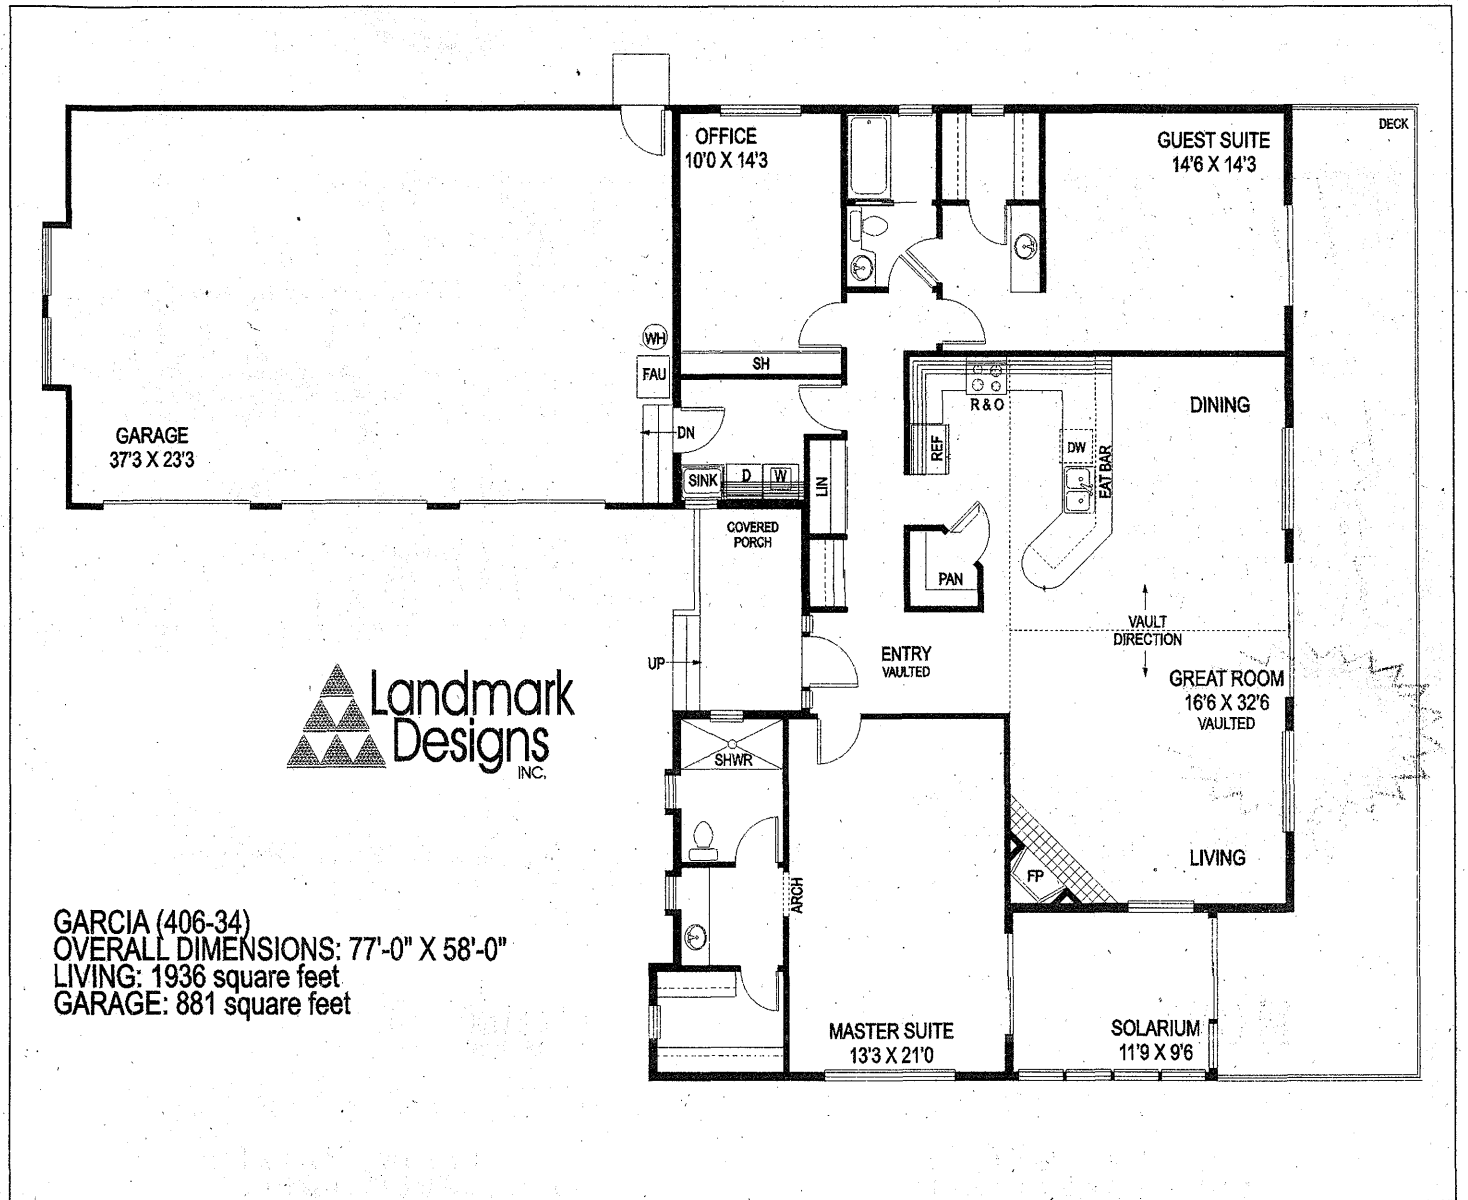 DECK
OFFICE
10'0 X 14'3
GUEST SUITE
14'6 X 14'3
WH
FAU
SH
GARAGE
37'3 X 23'3
DN
SINK
D
W
LIN
R & O
REF
DW
EAT BAR
DINING
COVERED
PORCH
PAN
UP
ENTRY
VAULTED
VAULT
DIRECTION
GREAT ROOM
16'6 X 32'6
VAULTED
Landmark
Designs
INC.
SHWR
ARCH
FP
LIVING
GARCIA (406-34)
OVERALL DIMENSIONS: 77'-0" X 58'-0"
LIVING: 1936 square feet
GARAGE: 881 square feet
MASTER SUITE
13'3 X 21'0
SOLARIUM
11'9 X 9'6